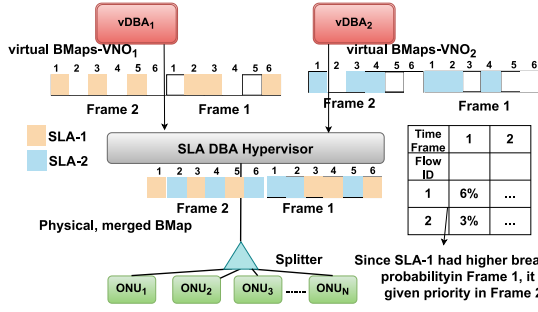 vDBA1
vDBA2
virtual BMaps-VNO1
virtual BMaps-VNO2
1 2 3 4 5 6 1 2 3 4 5 6
1 2 3 4 5 6 1 2 3 4 5 6
Frame 2
Frame 1
Frame 2
Frame 1
SLA-1
SLA-2
SLA DBA Hypervisor
1 2 3 4 5 6 1 2 3 4 5 6
Frame 2
Frame 1
Physical, merged BMap
Splitter
ONU1
ONU2
ONU3
ONUN
Time Frame 1 2
Flow ID
1 6% ...
2 3% ...
Since SLA-1 had higher brea
probabilityin Frame 1, it
given priority in Frame 2